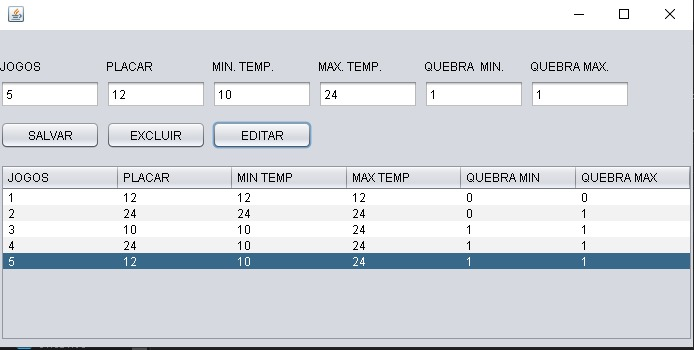 JOGOS PLACAR MIN. TEMP. MAX. TEMP. QUEBRA MIN. QUEBRA MAX.
5 12 10 24 1 1
SALVAR EXCLUIR EDITAR
JOGOS PLACAR MIN TEMP MAX TEMP QUEBRA MIN QUEBRA MAX
1 12 12 12 0 0
2 24 24 24 0 1
3 10 10 24 1 1
4 24 10 24 1 1
5 12 10 24 1 1